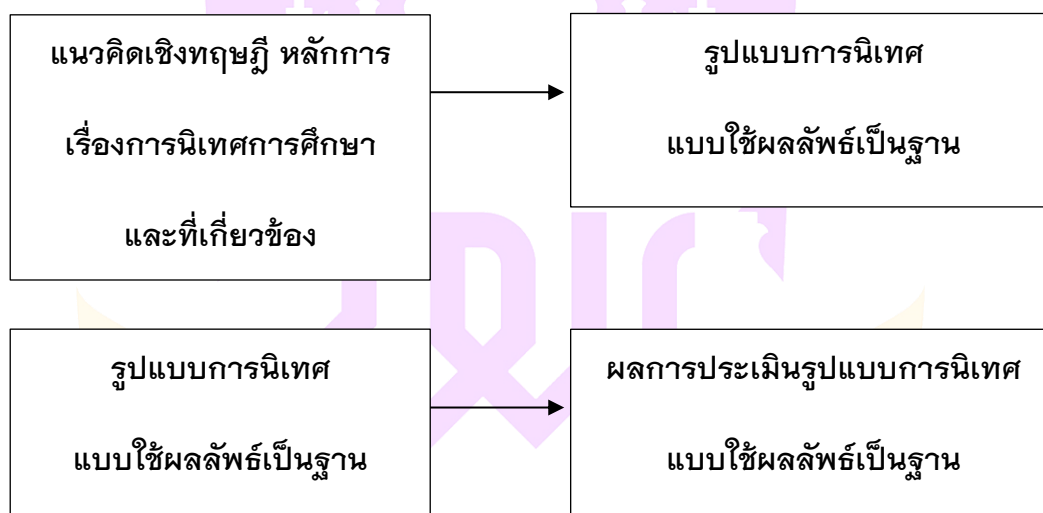 แนวคิดเชิงทฤษฎี หลักการ
เรื่องการนิเทศการศึกษา
และที่เกี่ยวข้อง
รูปแบบการนิเทศ
แบบใช้ผลลัพธ์เป็นฐาน
รูปแบบการนิเทศ
แบบใช้ผลลัพธ์เป็นฐาน
ผลการประเมินรูปแบบการนิเทศ
แบบใช้ผลลัพธ์เป็นฐาน